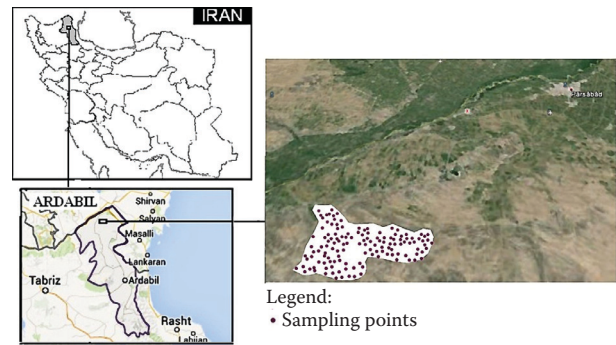 IRAN
ARDABIL
Shirvan
Salyan
Masalli
Lankaran
Ardabil
Tabriz
Rasht
Lahijan
Parsabad
Legend:
• Sampling points